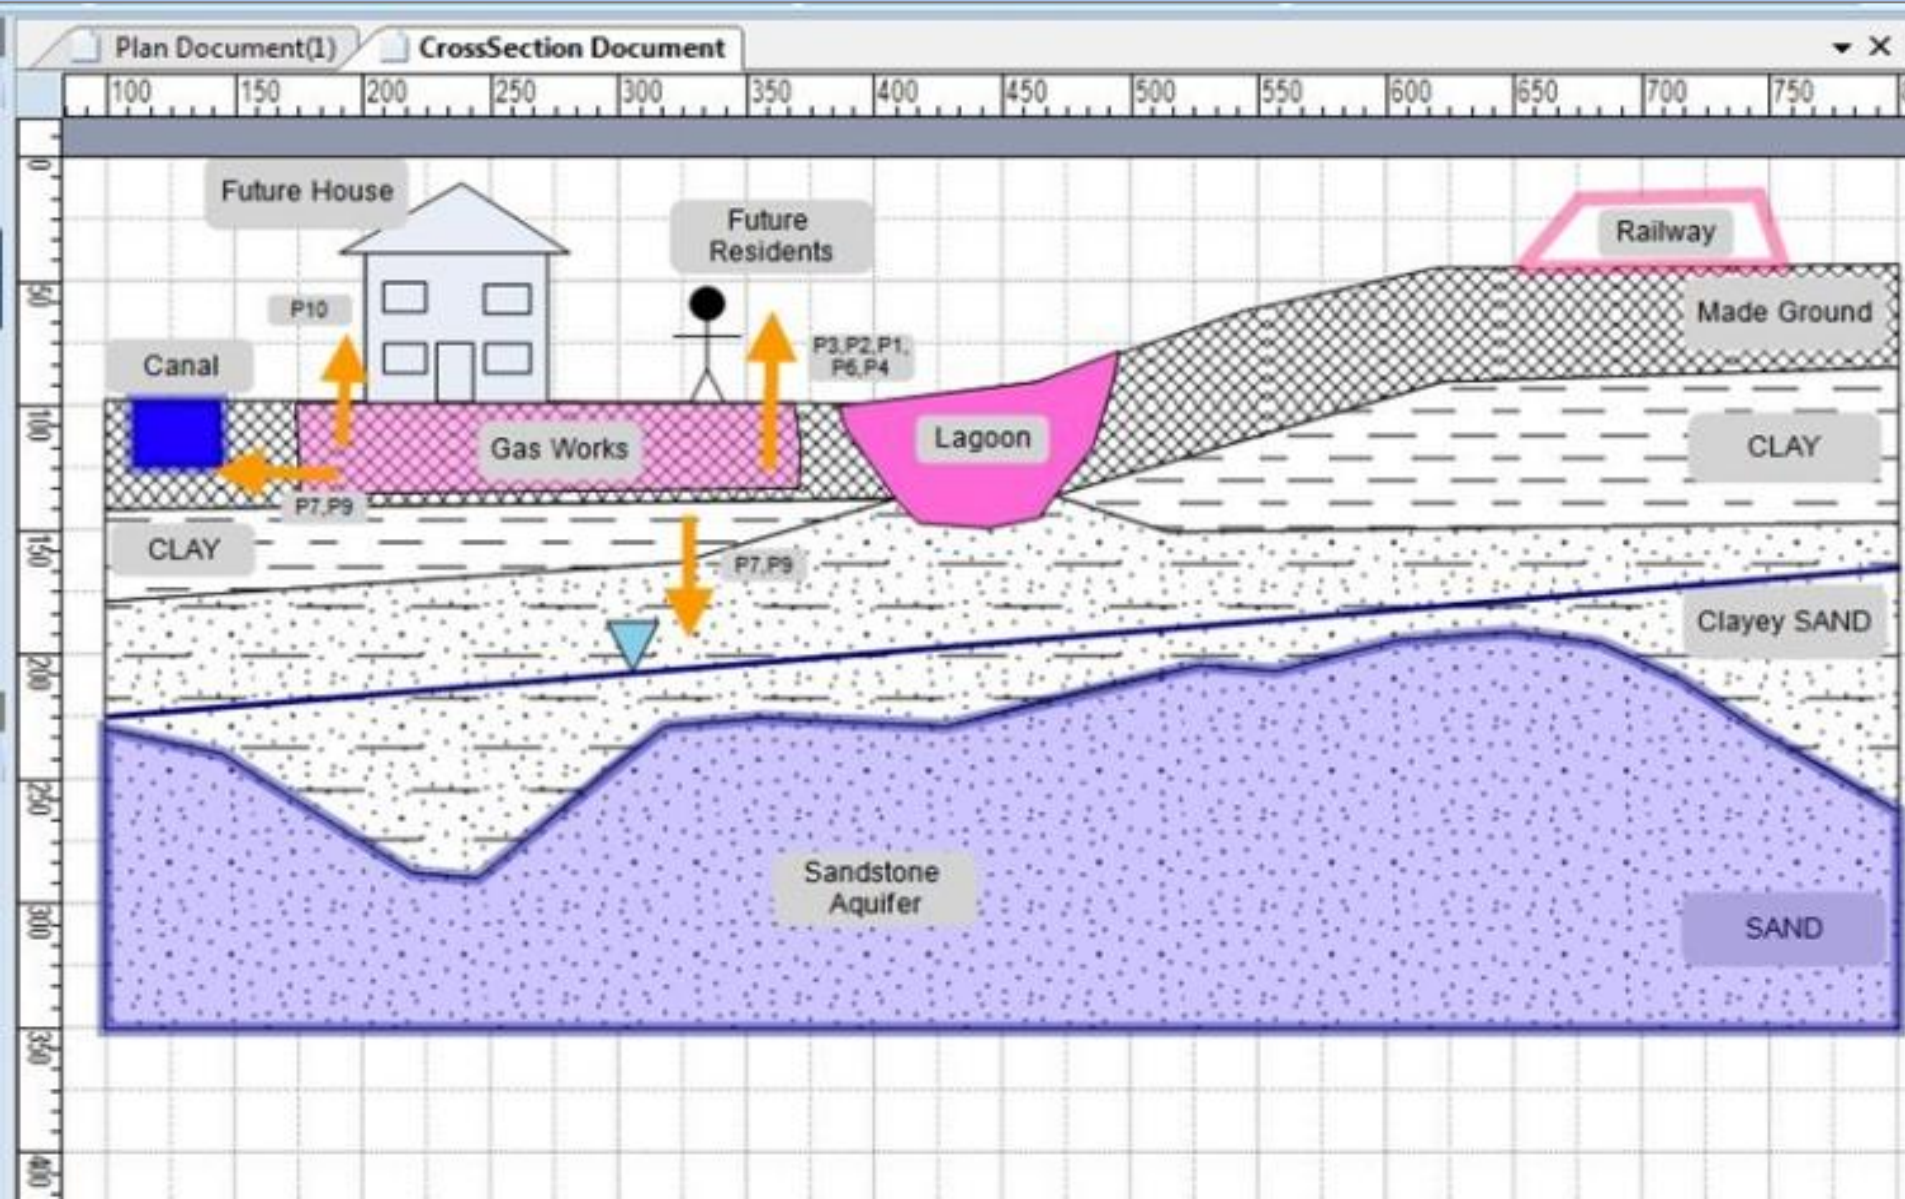 Plan Document(1) CrossSection Document
100 150 200 250 300 350 400 450 500 550 600 650 700 750
0
50
100
150
200
250
300
350
400
Future House
Future
Residents
Railway
P10
Made Ground
P3,P2,P1,
P6,P4
Canal
Gas Works
Lagoon
CLAY
P7,P9
CLAY
P7,P9
Clayey SAND
Sandstone
Aquifer
SAND